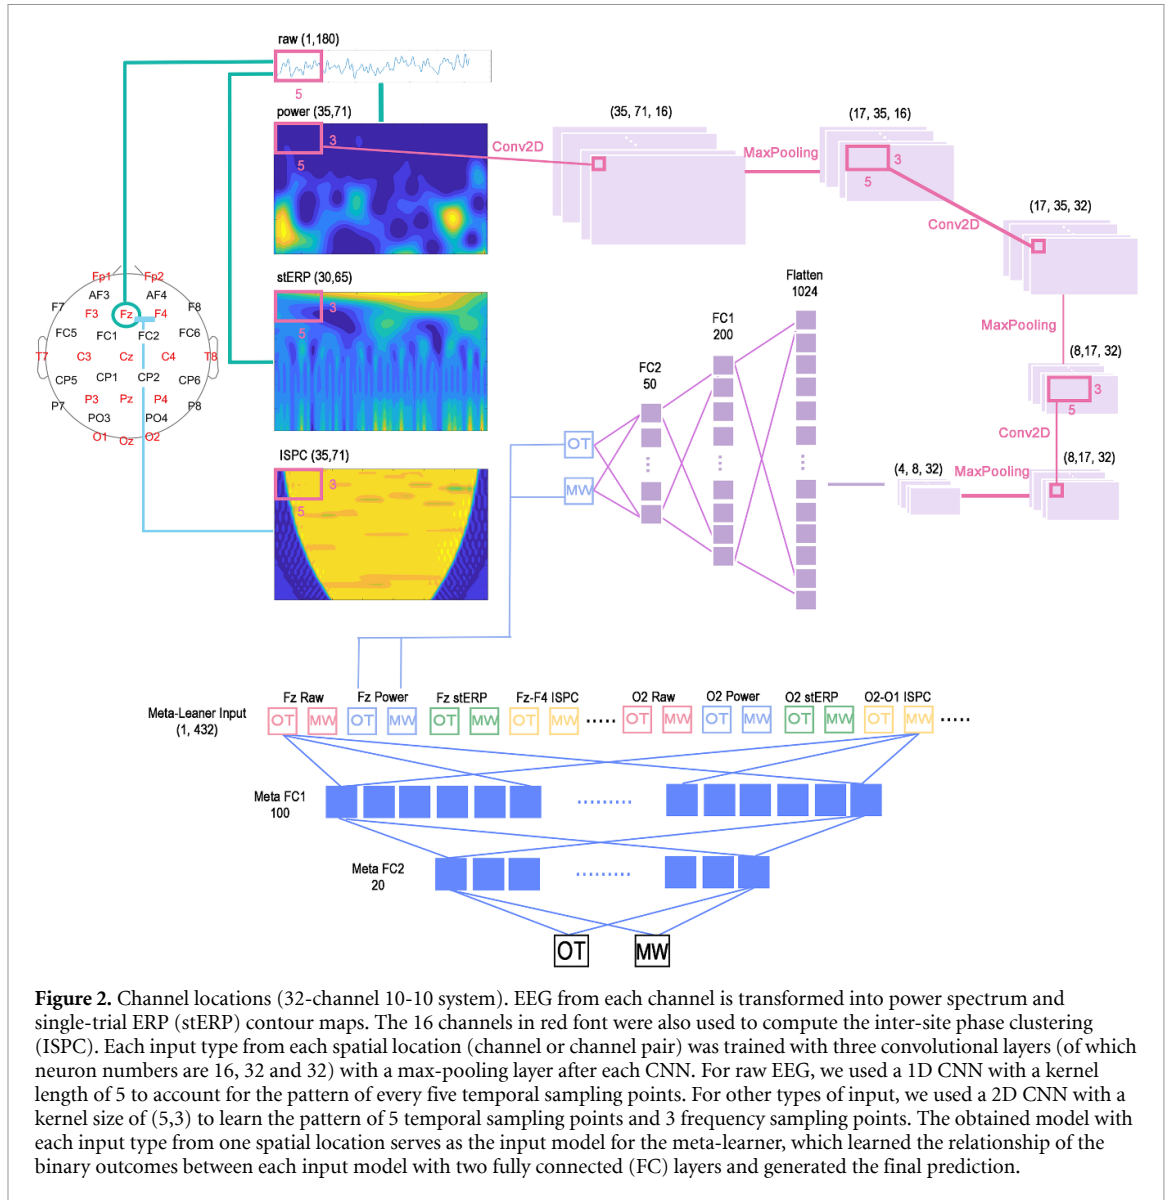 raw (1,180)
5
power (35,71)
3
5
Conv2D
(35, 71, 16)
MaxPooling
(17, 35, 16)
3
5
Conv2D
(17, 35, 32)
MaxPooling
(8,17, 32)
3
5
Conv2D
(8,17, 32)
MaxPooling
(4, 8, 32)
Fp1 Fp2
AF3 AF4
F7 F8
F3 Fz F4
FC5 FC1 FC2 FC6
T7 C3 Cz C4 T8
CP5 CP1 CP2 CP6
P7 P3 Pz P4 P8
PO3 PO4
O1 Oz O2
stERP (30,65)
3
5
ISPC (35,71)
3
5
Flatten
1024
FC1
200
FC2
50
OT
MW
Fz Raw Fz Power Fz stERP Fz-F4 ISPC O2 Raw O2 Power O2 stERP O2-O1 ISPC
Meta-Leaner Input
(1, 432)
OT MW OT MW OT MW OT MW ..... OT MW OT MW OT MW OT MW .....
Meta FC1
100
.........
Meta FC2
20
.........
OT MW
Figure 2. Channel locations (32-channel 10-10 system). EEG from each channel is transformed into power spectrum and
single-trial ERP (stERP) contour maps. The 16 channels in red font were also used to compute the inter-site phase clustering
(ISPC). Each input type from each spatial location (channel or channel pair) was trained with three convolutional layers (of which
neuron numbers are 16, 32 and 32) with a max-pooling layer after each CNN. For raw EEG, we used a 1D CNN with a kernel
length of 5 to account for the pattern of every five temporal sampling points. For other types of input, we used a 2D CNN with a
kernel size of (5,3) to learn the pattern of 5 temporal sampling points and 3 frequency sampling points. The obtained model with
each input type from one spatial location serves as the input model for the meta-learner, which learned the relationship of the
binary outcomes between each input model with two fully connected (FC) layers and generated the final prediction.